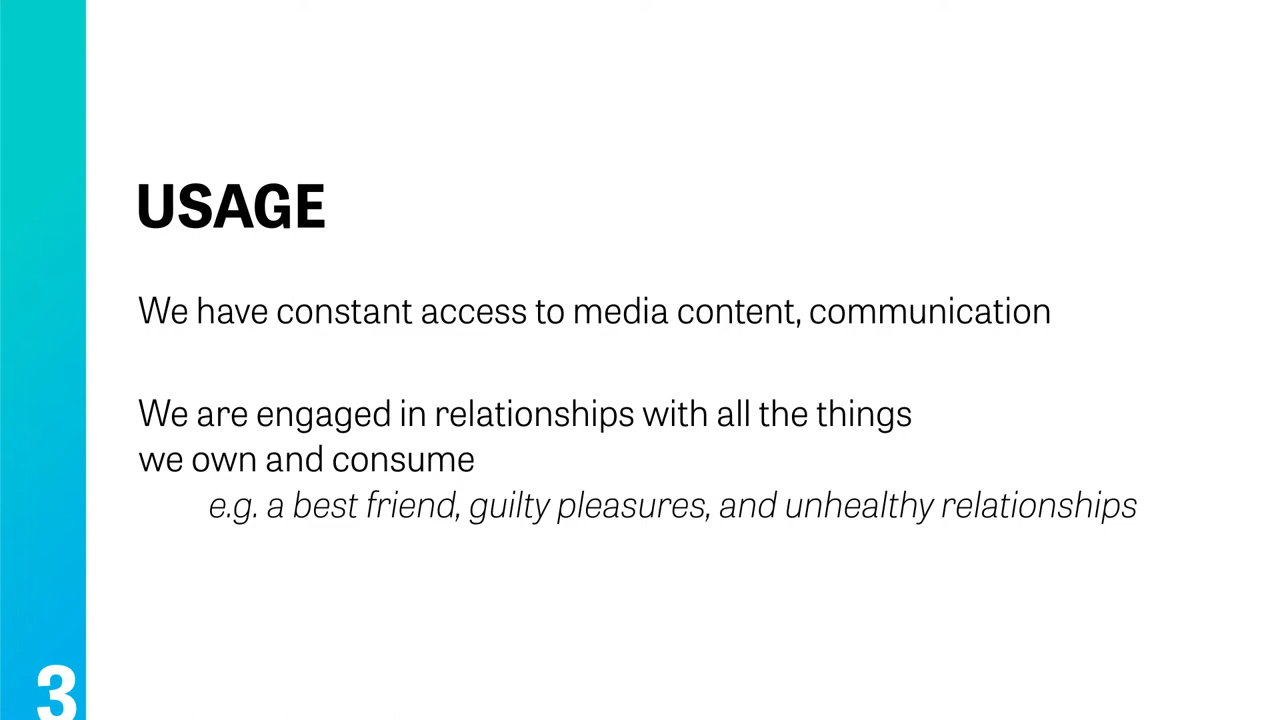 USAGE
We have constant access to media content, communication
We are engaged in relationships with all the things
we own and consume
e.g. a best friend, guilty pleasures, and unhealthy relationships
3